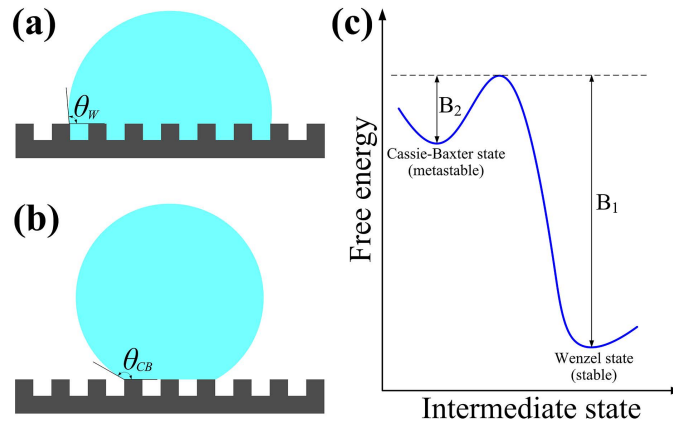 (a)
θW
(b)
θCB
(c)
Free energy
B2
Cassie-Baxter state
(metastable)
B1
Wenzel state
(stable)
Intermediate state